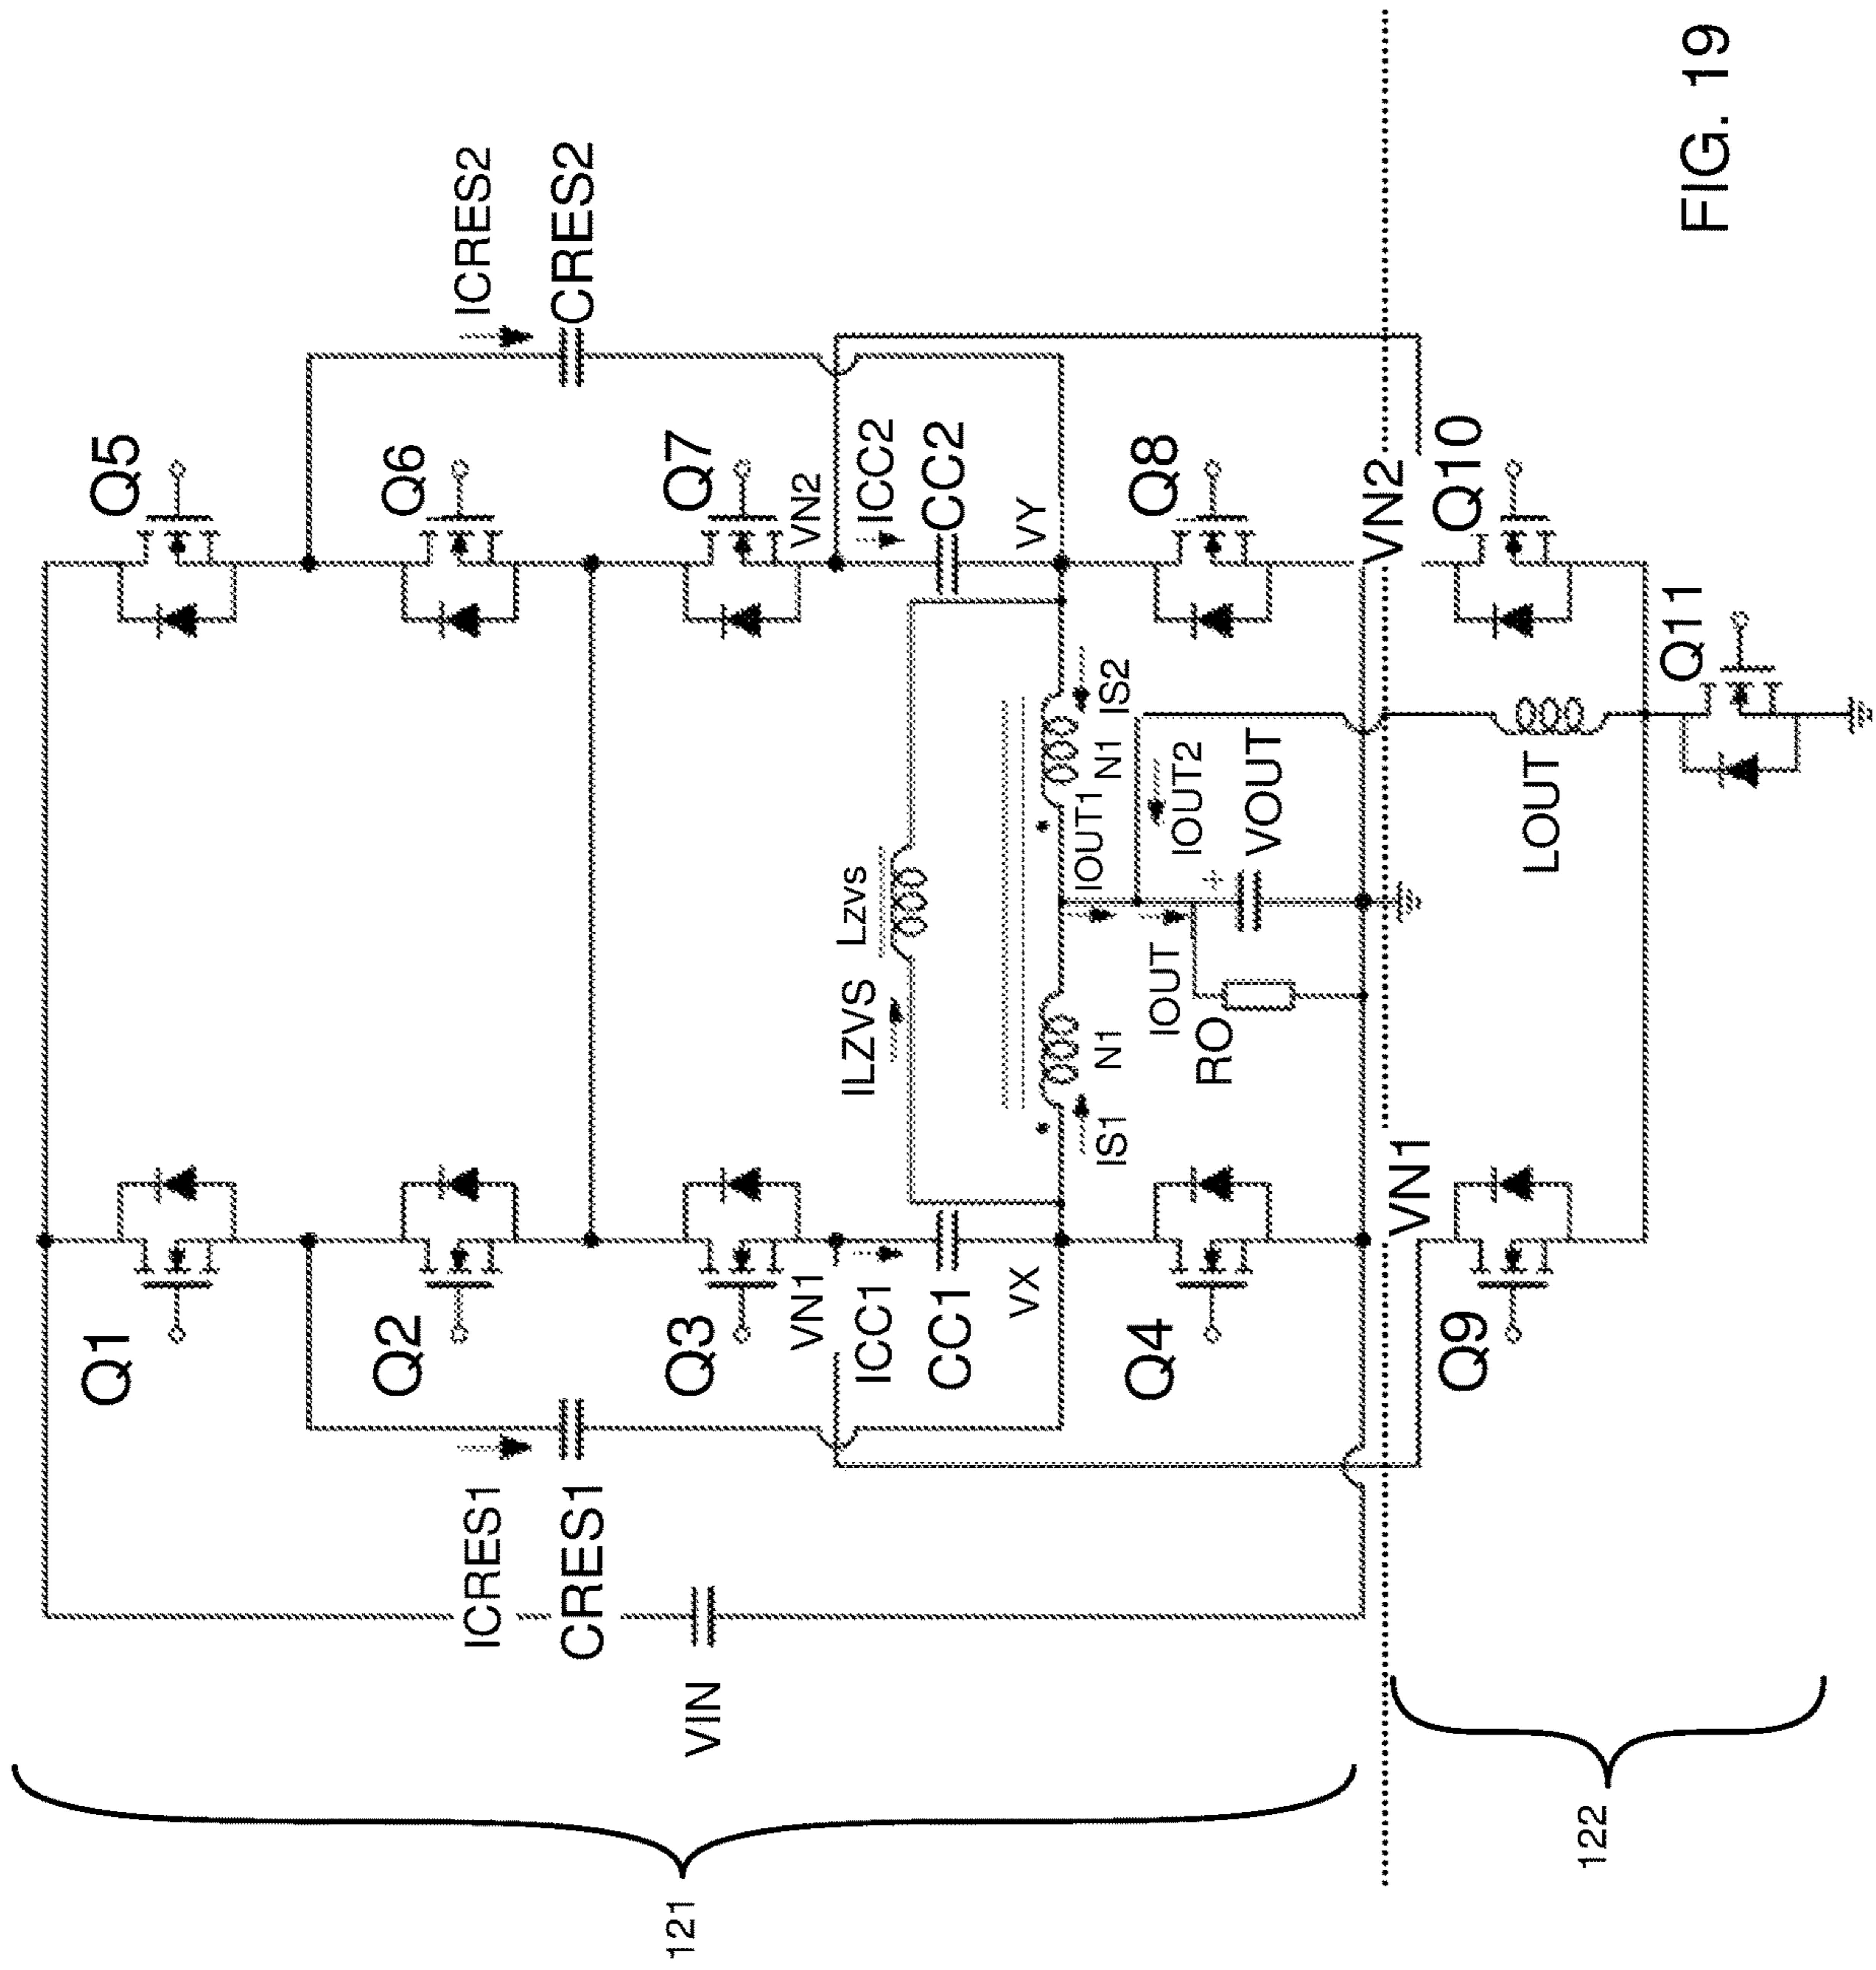 Q1
Q5
ICRES1
CRES1
Q2
Q6
ICRES2
CRES2
VIN
Q3
Q7
VN1
VN2
ICC1
CC1
ICC2
CC2
ILZVS
Lzvs
VX
VY
IS1
N1
IOUT1
N1
IS2
Q4
Q8
IOUT
RO
IOUT2
+
VOUT
121
VN1
VN2
Q9
Q10
LOUT
Q11
122
FIG. 19